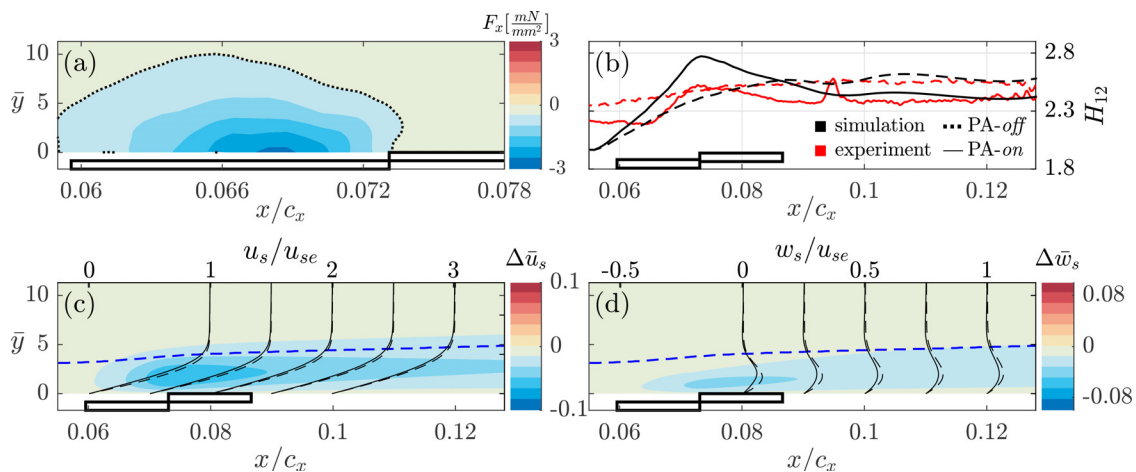 (a)
F_x[mN/mm²]
3
0
-3
ȳ
10
5
0
0.06 0.066 0.072 0.078
x/c_x
(b)
2.8
2.3
1.8
H_12
simulation PA-off
experiment PA-on
0.06 0.08 0.1 0.12
x/c_x
u_s/u_se
0 1 2 3
(c)
Δū_s
0.1
0
-0.1
ȳ
10
5
0
0.06 0.08 0.1 0.12
x/c_x
w_s/u_se
-0.5 0 0.5 1
(d)
Δw̄_s
0.08
0
-0.08
0.06 0.08 0.1 0.12
x/c_x